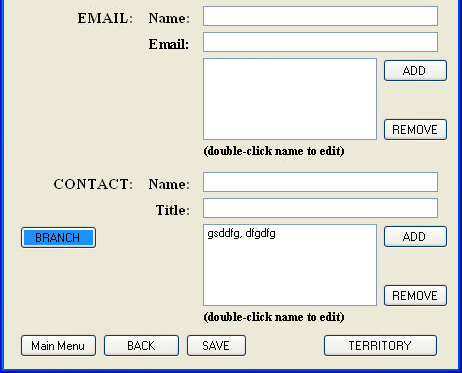 EMAIL: Name:
Email:
ADD
REMOVE
(double-click name to edit)
CONTACT: Name:
Title:
BRANCH
gsddfg, dfgdfg
ADD
REMOVE
(double-click name to edit)
Main Menu BACK SAVE TERRITORY